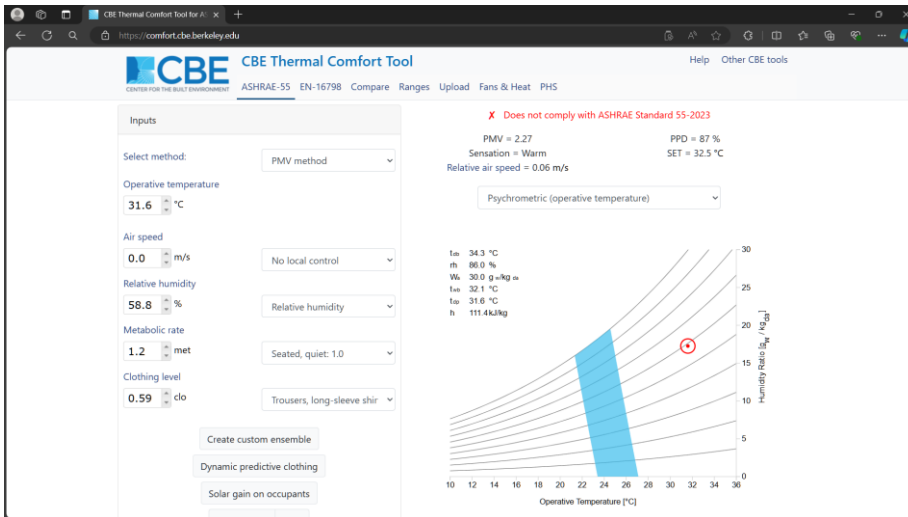 CBE Thermal Comfort Tool for AS
https://comfort.cbe.berkeley.edu
CBE
CENTER FOR THE BUILT ENVIRONMENT
CBE Thermal Comfort Tool
Help Other CBE tools
ASHRAE-55 EN-16798 Compare Ranges Upload Fans & Heat PHS
Inputs
Select method:
PMV method
Operative temperature
31.6 °C
Air speed
0.0 m/s
No local control
Relative humidity
58.8 %
Relative humidity
Metabolic rate
1.2 met
Seated, quiet: 1.0
Clothing level
0.59 clo
Trousers, long-sleeve shir
Create custom ensemble
Dynamic predictive clothing
Solar gain on occupants
✗ Does not comply with ASHRAE Standard 55-2023
PMV = 2.27 PPD = 87 %
Sensation = Warm SET = 32.5 °C
Relative air speed = 0.06 m/s
Psychrometric (operative temperature)
tdb 34.3 °C
rh 86.0 %
Wa 30.0 g w/kg da
twb 32.1 °C
tdp 31.6 °C
h 111.4 kJ/kg
30
25
20
15
10
5
0
Humidity Ratio [gw / kgda]
10 12 14 16 18 20 22 24 26 28 30 32 34 36
Operative Temperature [°C]